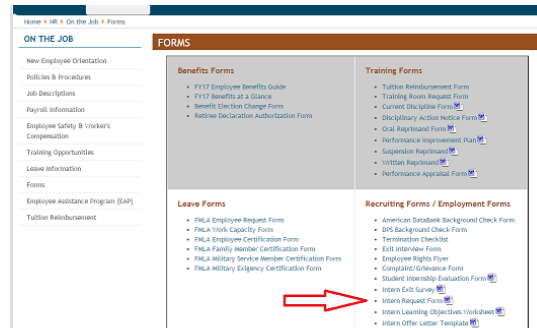 Home HR On the Job Forms
ON THE JOB
New Employee Orientation
Policies & Procedures
Job Descriptions
Payroll Information
Employee Safety & Worker's
Compensation
Training Opportunities
Leave Information
Forms
Employee Assistance Program (EAP)
Tuition Reimbursement
FORMS
Benefits Forms
FY17 Employee Benefits Guide
FY17 Benefits at a Glance
Benefit Election Change Form
Retiree Declaration Authorization Form
Training Forms
Tuition Reimbursement Form
Training Room Request Form
Current Discipline Form
Disciplinary Action Notice Form
Oral Reprimand Form
Performance Improvement Plan
Suspension Reprimand
Written Reprimand
Performance Appraisal Form
Leave Forms
FMLA Employee Request Form
FMLA Work Capacity Form
FMLA Employee Certification Form
FMLA Family Member Certification Form
FMLA Military Service Member Certification Form
FMLA Military Exigency Certification Form
Recruiting Forms / Employment Forms
American DataBank Background Check Form
DPS Background Check Form
Termination Checklist
Exit Interview Form
Employee Rights Flyer
Complaint/Grievance Form
Student Internship Evaluation Form
Intern Exit Survey
Intern Request Form
Intern Learning Objectives Worksheet
Intern Offer Letter Template